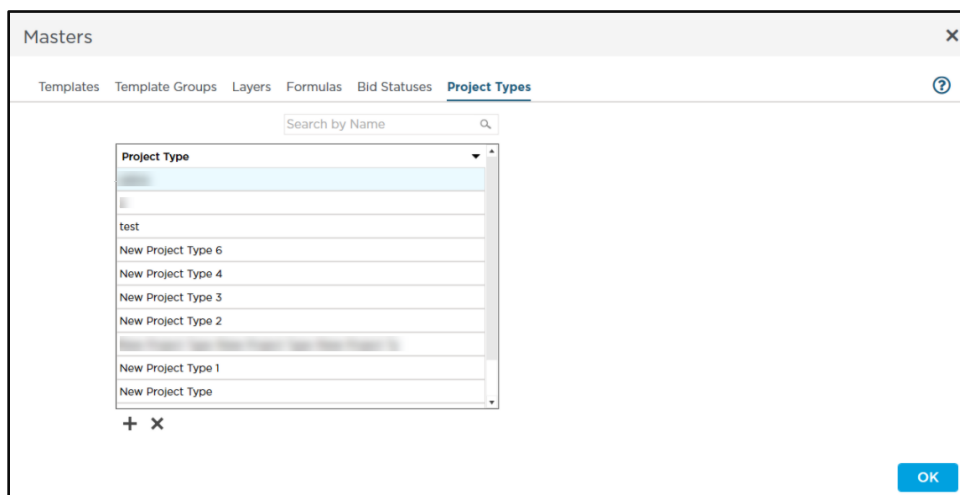 Masters
Templates Template Groups Layers Formulas Bid Statuses Project Types
Search by Name
Project Type
test
New Project Type 6
New Project Type 4
New Project Type 3
New Project Type 2
New Project Type 1
New Project Type
OK